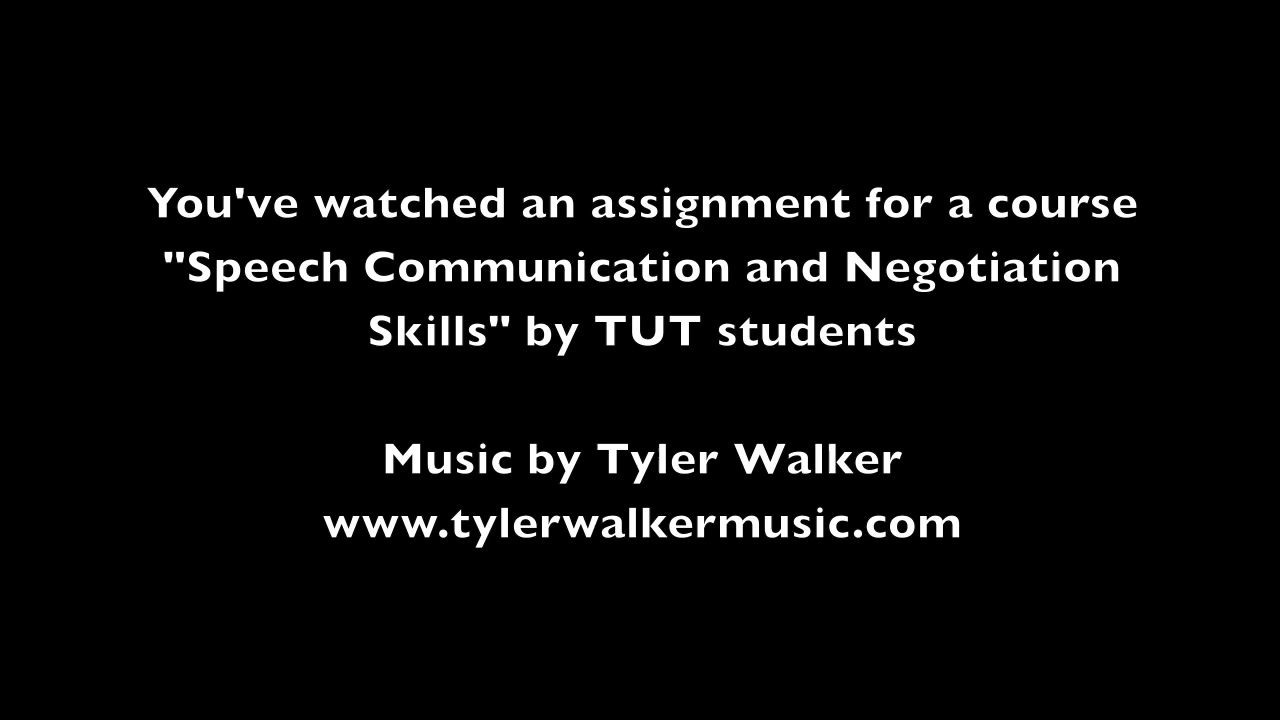 You've watched an assignment for a course
"Speech Communication and Negotiation
Skills" by TUT students
Music by Tyler Walker
www.tylerwalkermusic.com